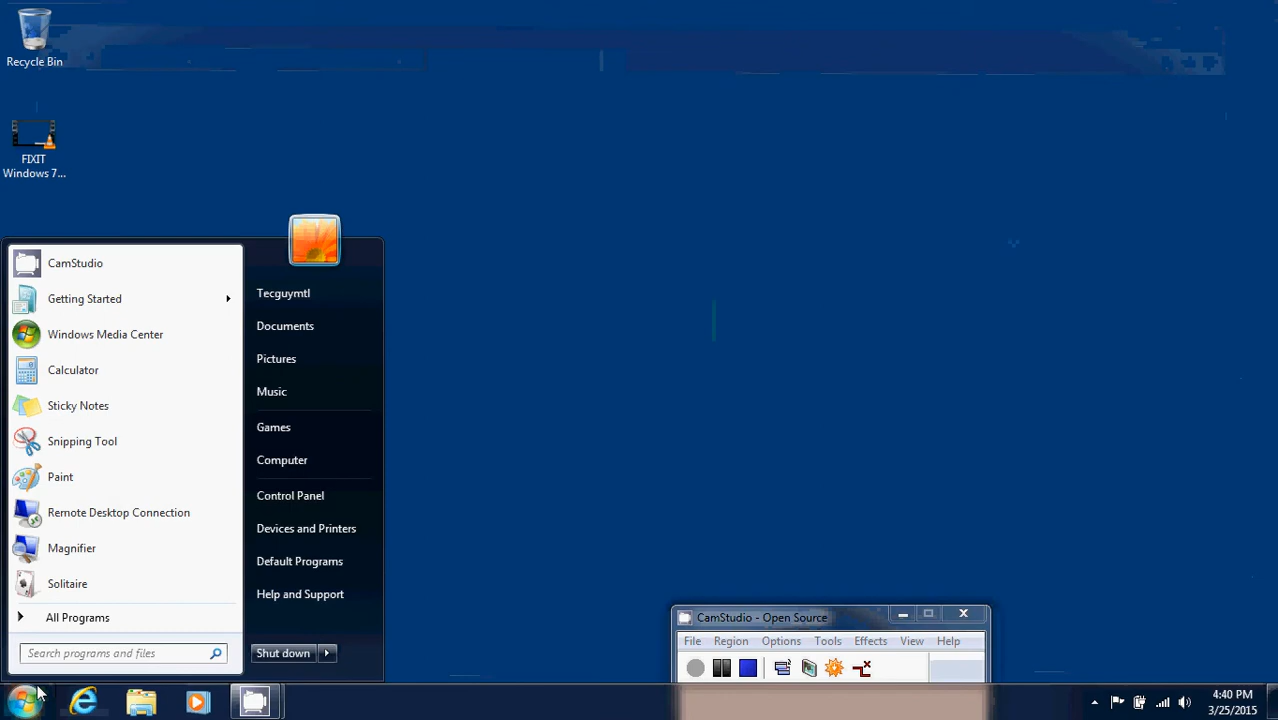 Recycle Bin
FIXIT
Windows 7...
CamStudio
Getting Started
Windows Media Center
Calculator
Sticky Notes
Snipping Tool
Paint
Remote Desktop Connection
Magnifier
Solitaire
All Programs
Search programs and files
Tecguymtl
Documents
Pictures
Music
Games
Computer
Control Panel
Devices and Printers
Default Programs
Help and Support
Shut down
CamStudio - Open Source
File Region Options Tools Effects View Help
4:40 PM
3/25/2015